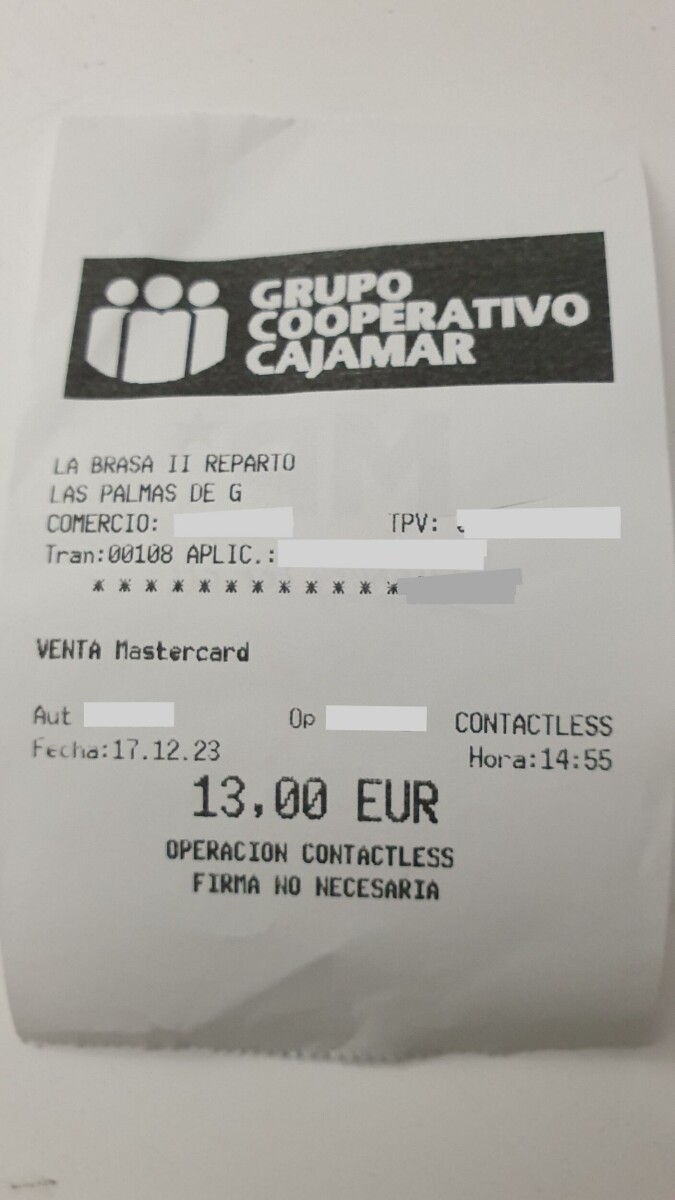 GRUPO
COOPERATIVO
CAJAMAR
LA BRASA II REPARTO
LAS PALMAS DE G
COMERCIO: TPV:
Tran:00108 APLIC.:
* * * * * * * * * * * *
VENTA Mastercard
Aut Op CONTACTLESS
Fecha:17.12.23 Hora:14:55
13,00 EUR
OPERACION CONTACTLESS
FIRMA NO NECESARIA